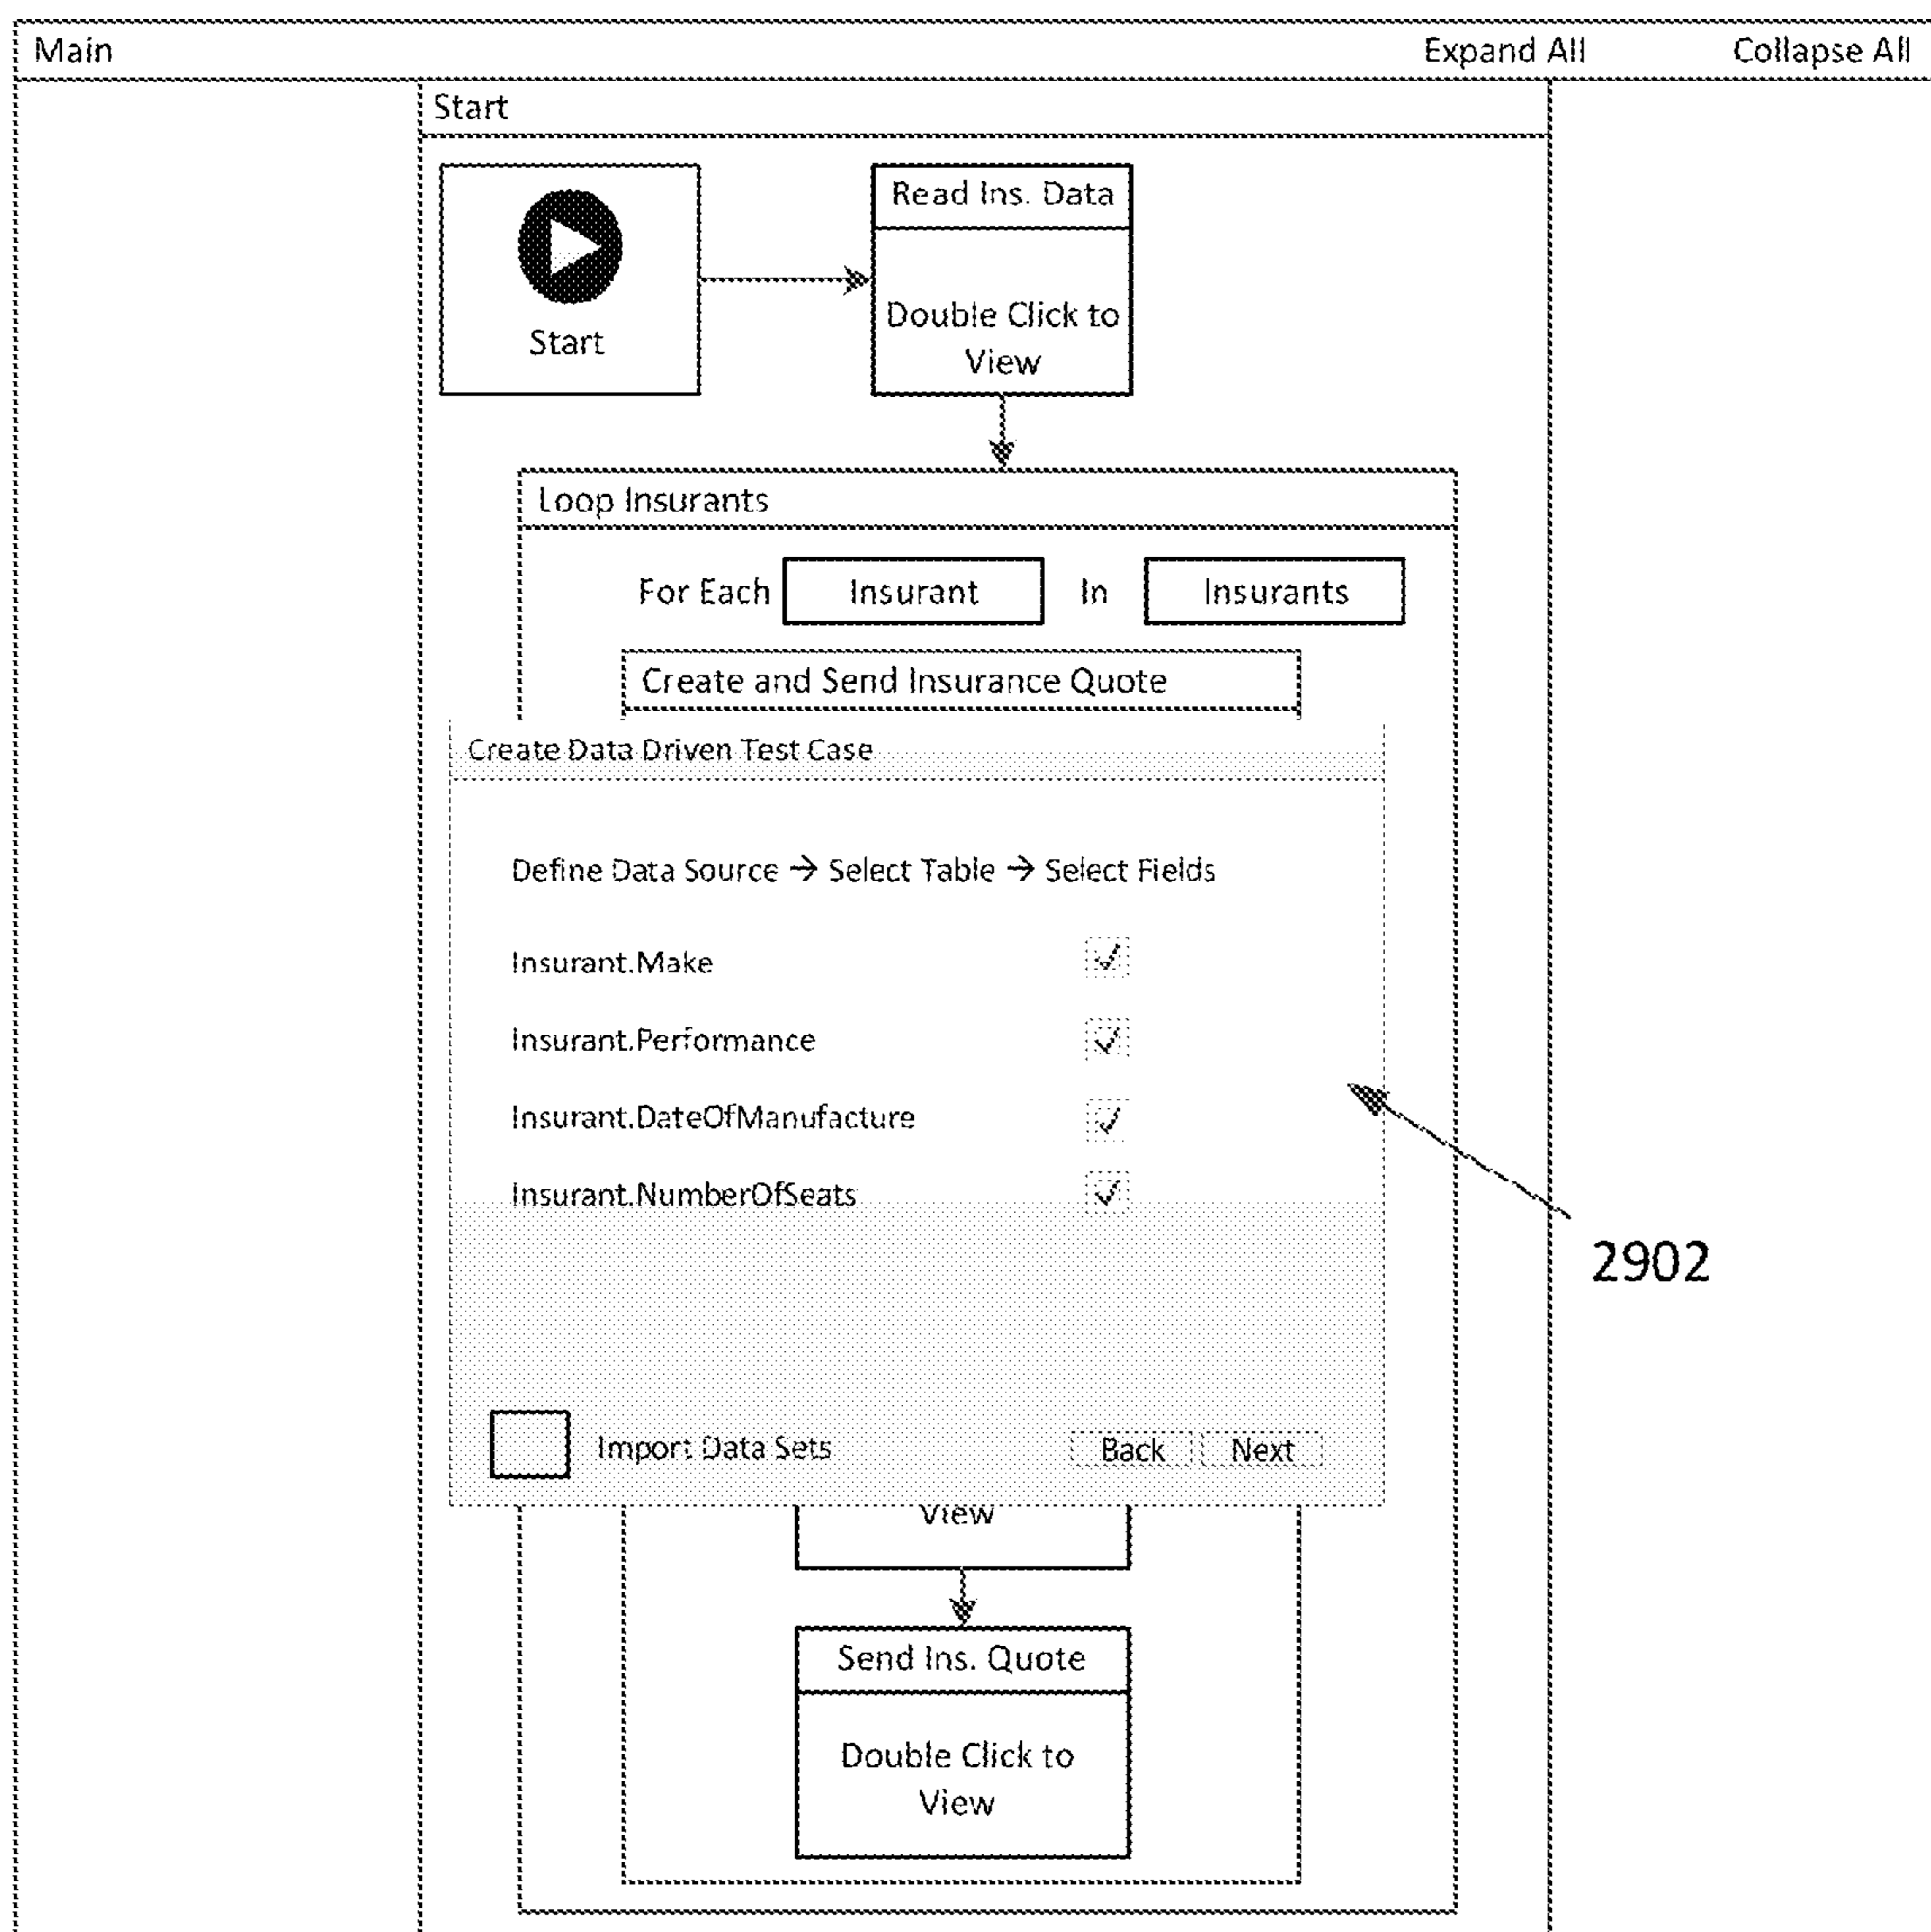 Main Expand All Collapse All
Start
Read Ins. Data
Start
Double Click to
View
Loop Insurants
For Each Insurant In Insurants
Create and Send Insurance Quote
Create Data Driven Test Case
Define Data Source → Select Table → Select Fields
Insurant.Make
Insurant.Performance
Insurant.DateOfManufacture
Insurant.NumberOfSeats
2902
Import Data Sets Back Next
View
Send Ins. Quote
Double Click to
View